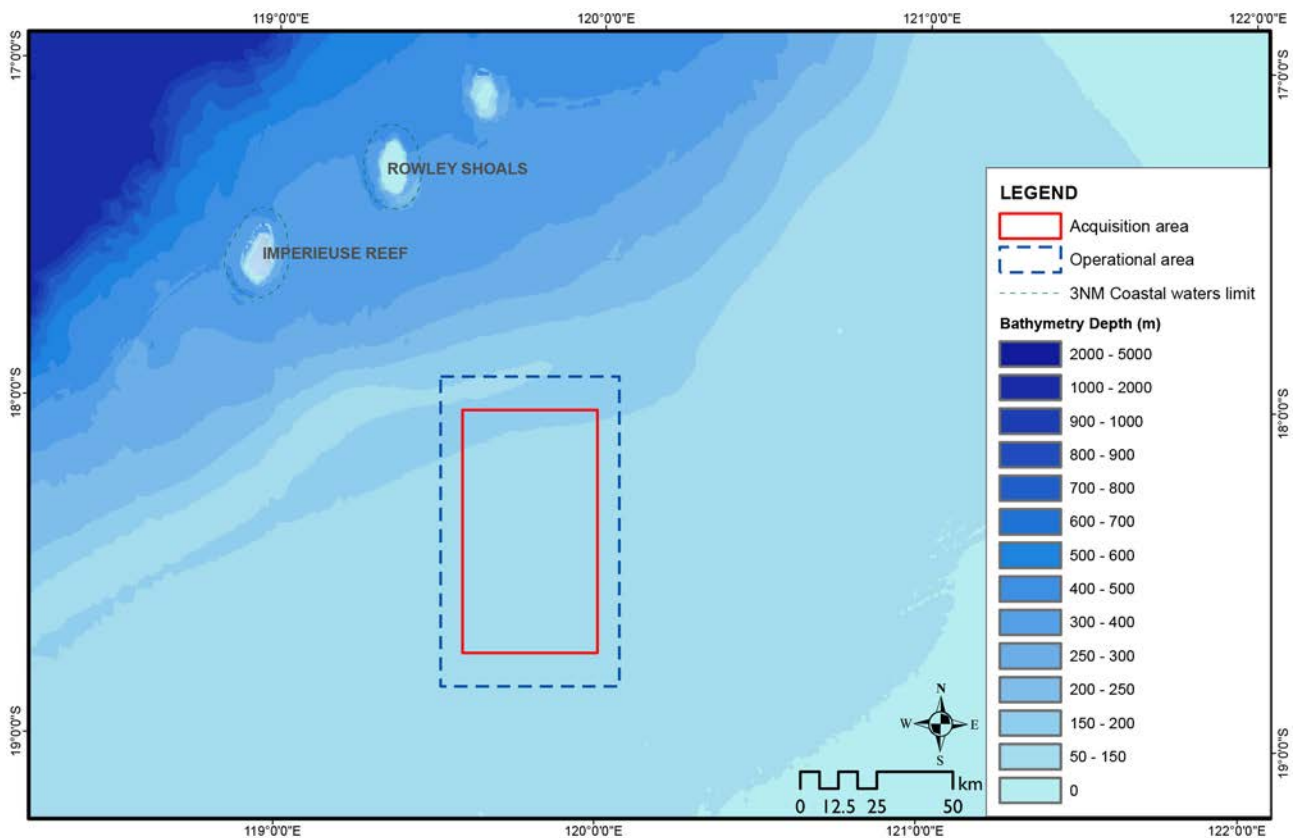 119°0'0"E
120°0'0"E
121°0'0"E
122°0'0"E
17°0'0"S
17°0'0"S
ROWLEY SHOALS
IMPERIEUSE REEF
LEGEND
Acquisition area
Operational area
3NM Coastal waters limit
Bathymetry Depth (m)
2000 - 5000
1000 - 2000
900 - 1000
800 - 900
700 - 800
600 - 700
500 - 600
400 - 500
300 - 400
250 - 300
200 - 250
150 - 200
50 - 150
0
18°0'0"S
18°0'0"S
19°0'0"S
19°0'0"S
N
W
E
S
km
0 12.5 25 50
119°0'0"E
120°0'0"E
121°0'0"E
122°0'0"E